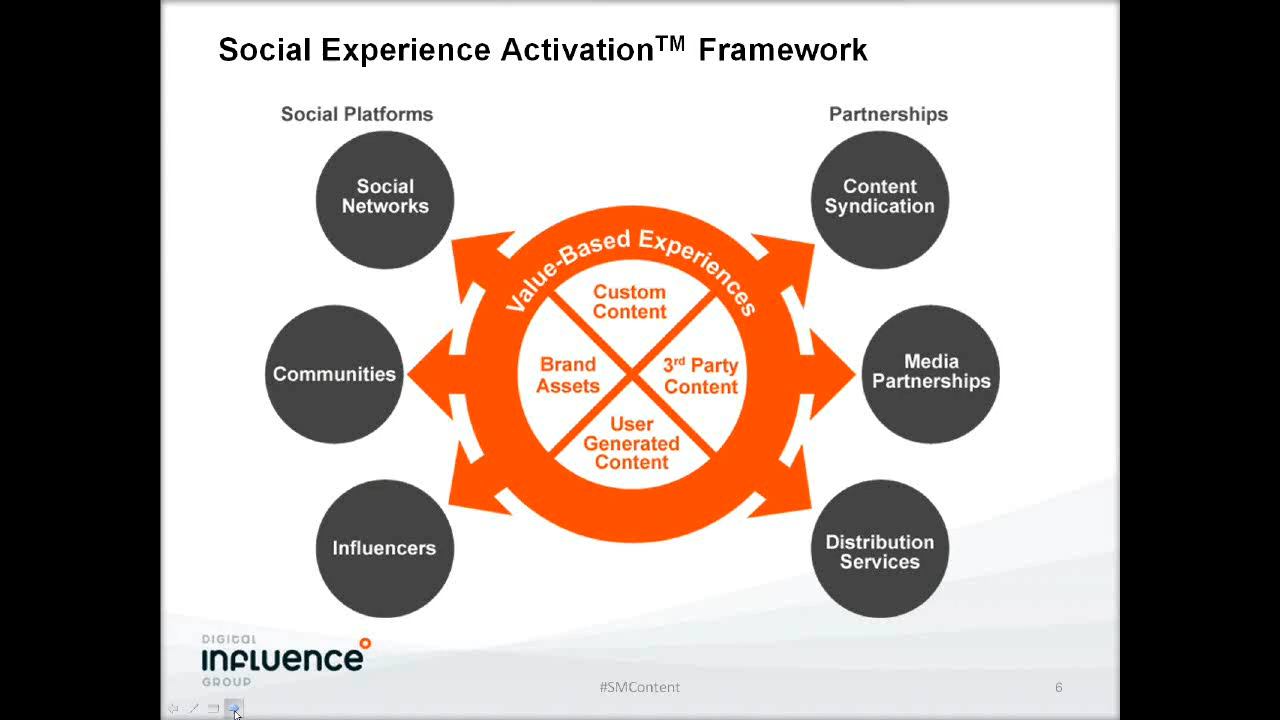 Social Experience Activation™ Framework
Social Platforms
Partnerships
Social
Networks
Content
Syndication
Value-Based Experiences
Custom
Content
Brand
Assets
3rd Party
Content
User
Generated
Content
Communities
Media
Partnerships
Influencers
Distribution
Services
DIGITAL
INFLUENCE
GROUP
#SMContent
6